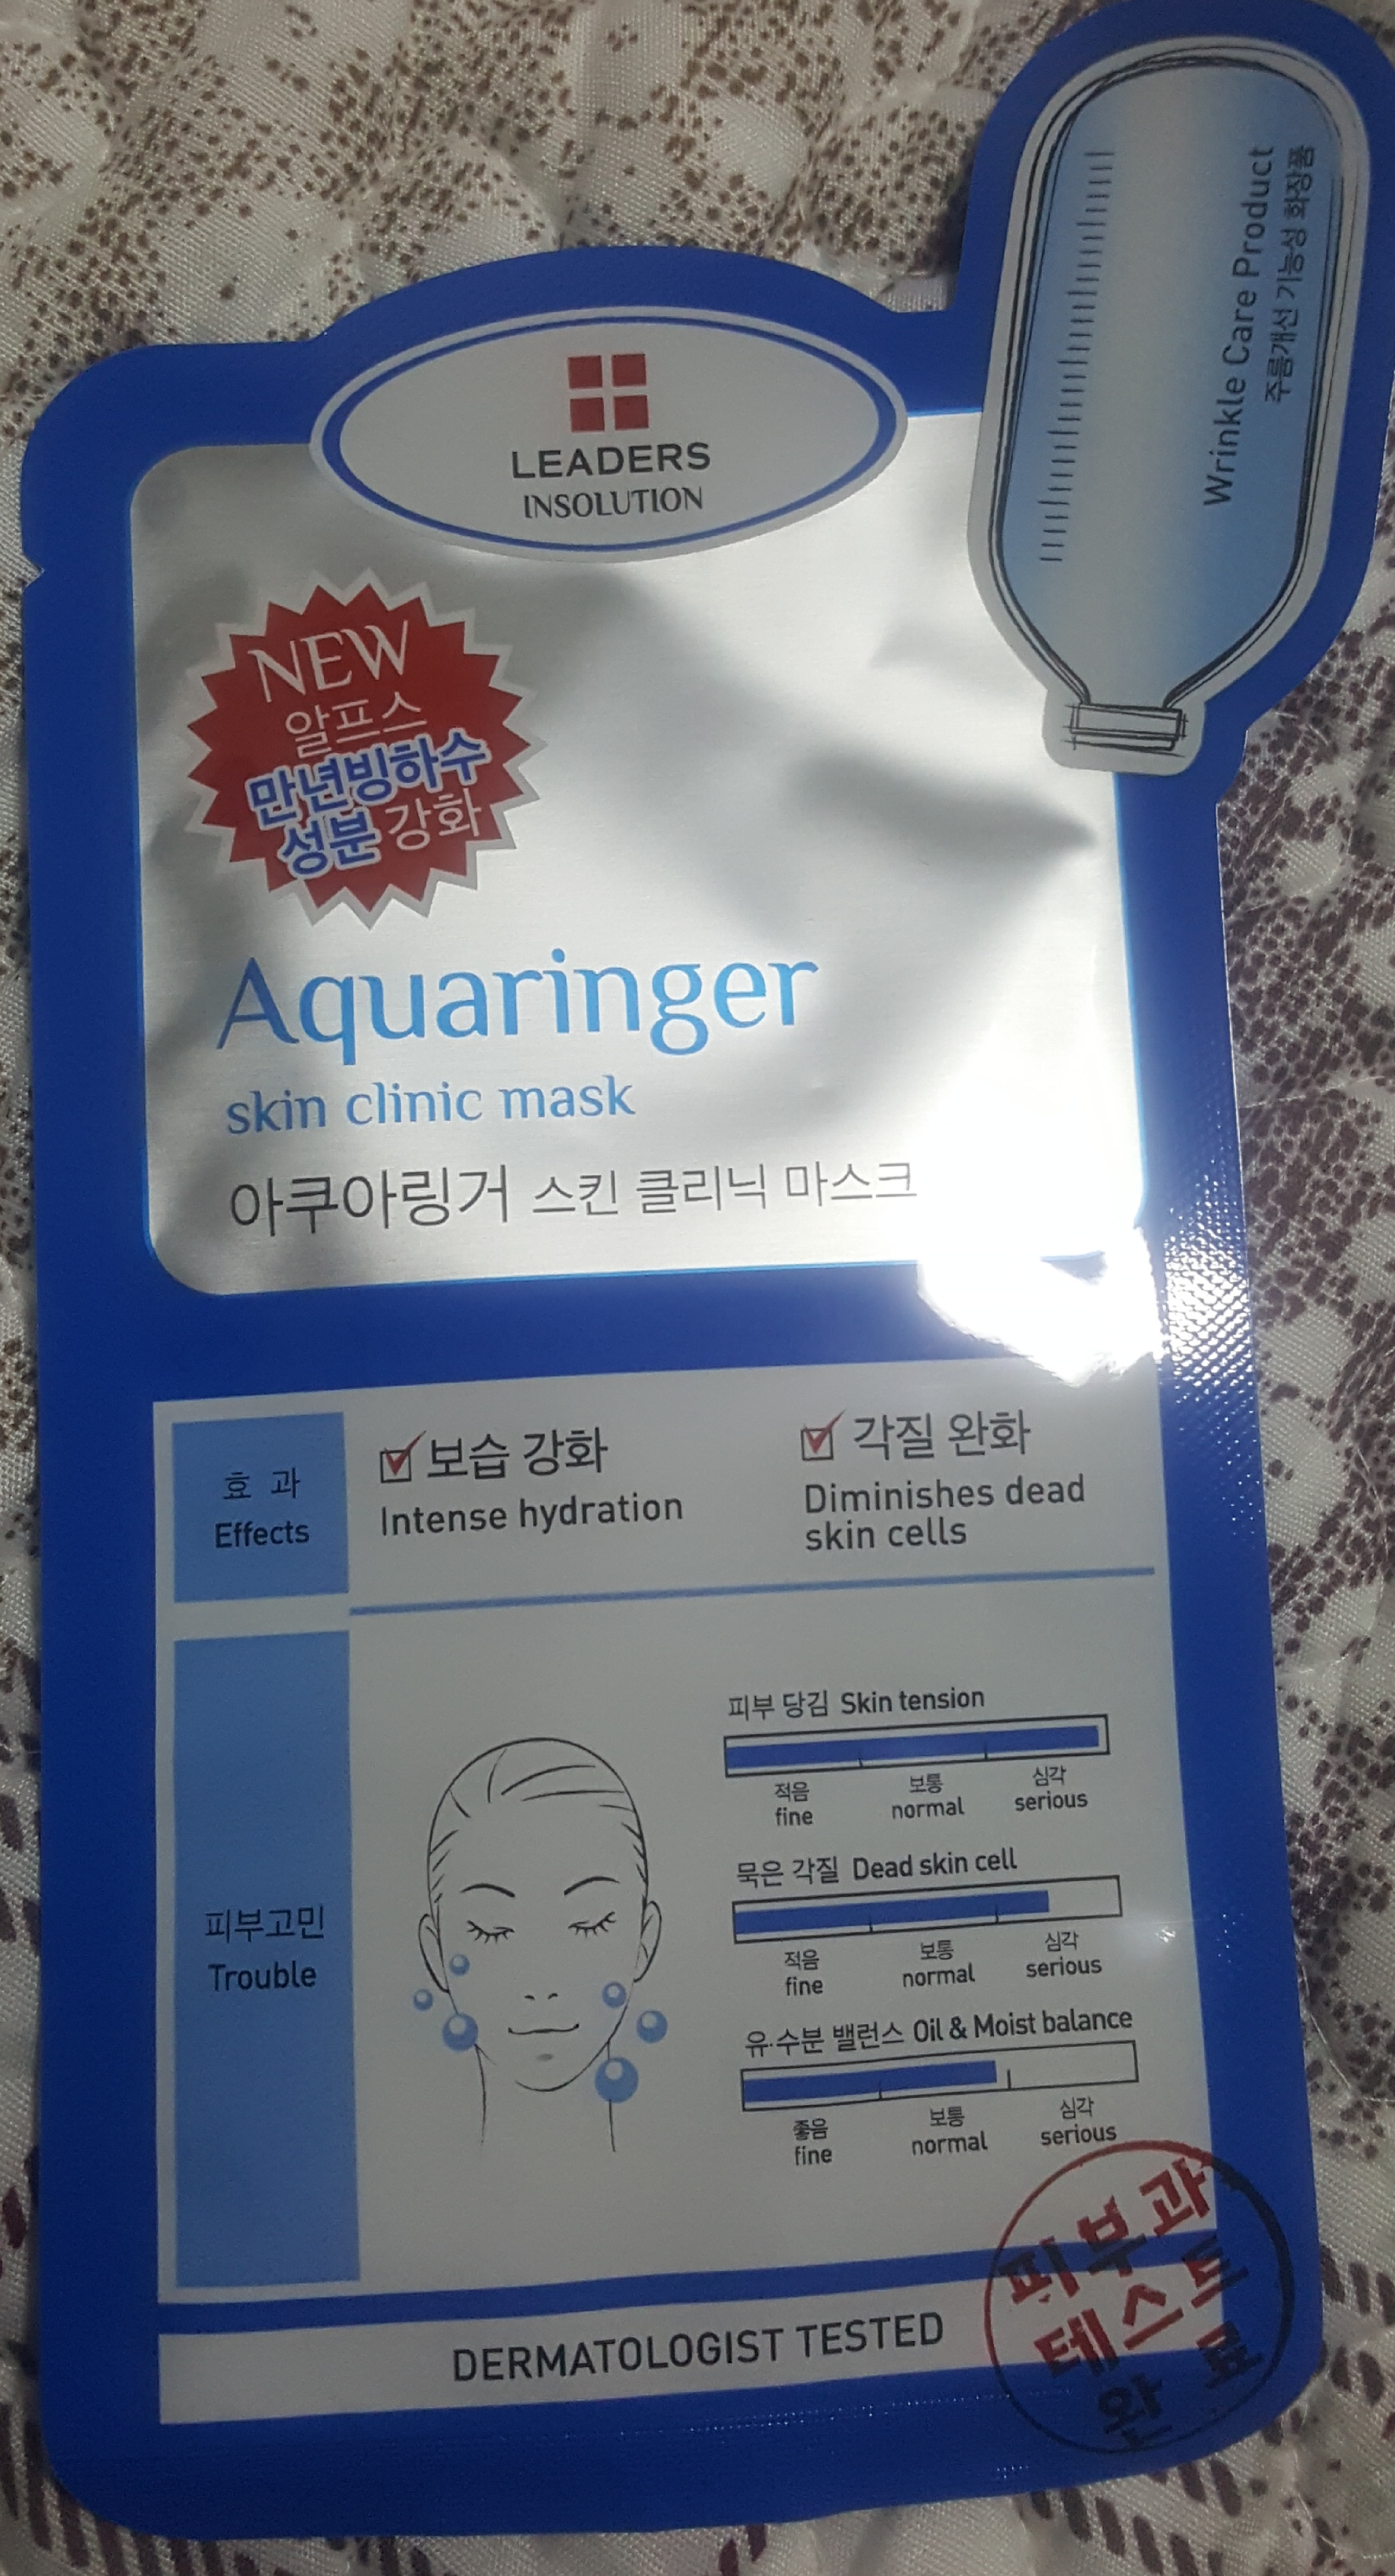 LEADERS
INSOLUTION
Wrinkle Care Product
주름개선 기능성 화장품
NEW
알프스
만년빙하수
성분 강화
Aquaringer
skin clinic mask
아쿠아링거 스킨 클리닉 마스크
효 과
Effects
보습 강화
Intense hydration
각질 완화
Diminishes dead
skin cells
피부고민
Trouble
피부 당김 Skin tension
적음 보통 심각
fine normal serious
묵은 각질 Dead skin cell
적음 보통 심각
fine normal serious
유·수분 밸런스 Oil & Moist balance
좋음 보통 심각
fine normal serious
DERMATOLOGIST TESTED
피부과
테스트
완료